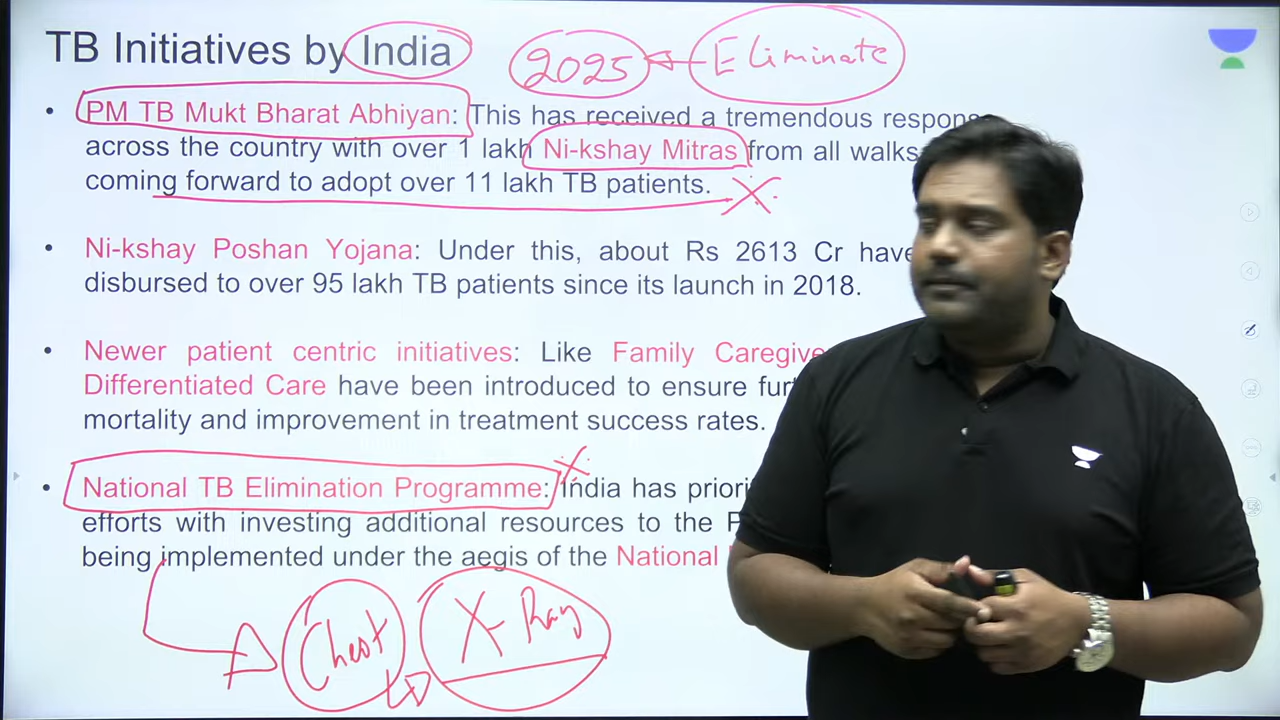 TB Initiatives by India
2025 Eliminate
• PM TB Mukt Bharat Abhiyan: This has received a tremendous
across the country with over 1 lakh Ni-kshay Mitras from all walks
coming forward to adopt over 11 lakh TB patients.
• Ni-kshay Poshan Yojana: Under this, about Rs 2613 Cr have
disbursed to over 95 lakh TB patients since its launch in 2018.
• Newer patient centric initiatives: Like Family
Differentiated Care have been introduced to ensure
mortality and improvement in treatment success rates.
• National TB Elimination Programme: India has
efforts with investing additional resources to the
being implemented under the aegis of the National
Chest X-Ray